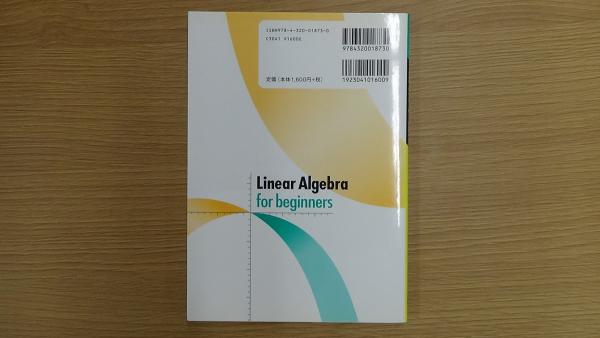 ISBN978-4-320-01873-0
C3041 ¥1600E
定価(本体1,600円+税)
9784320018730
1923041016009
Linear Algebra
for beginners